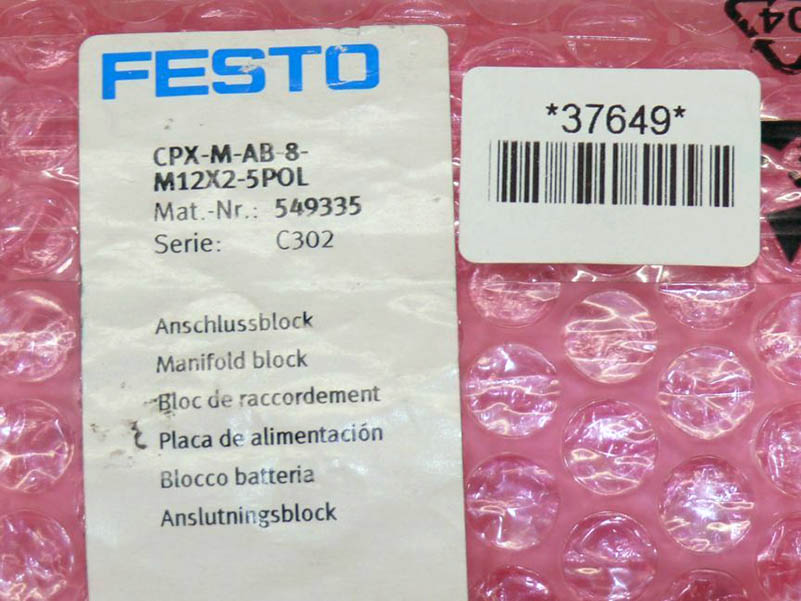 FESTO
CPX-M-AB-8-
M12X2-5POL
Mat.-Nr.: 549335
Serie: C302
Anschlussblock
Manifold block
Bloc de raccordement
Placa de alimentación
Blocco batteria
Anslutningsblock
*37649*
04